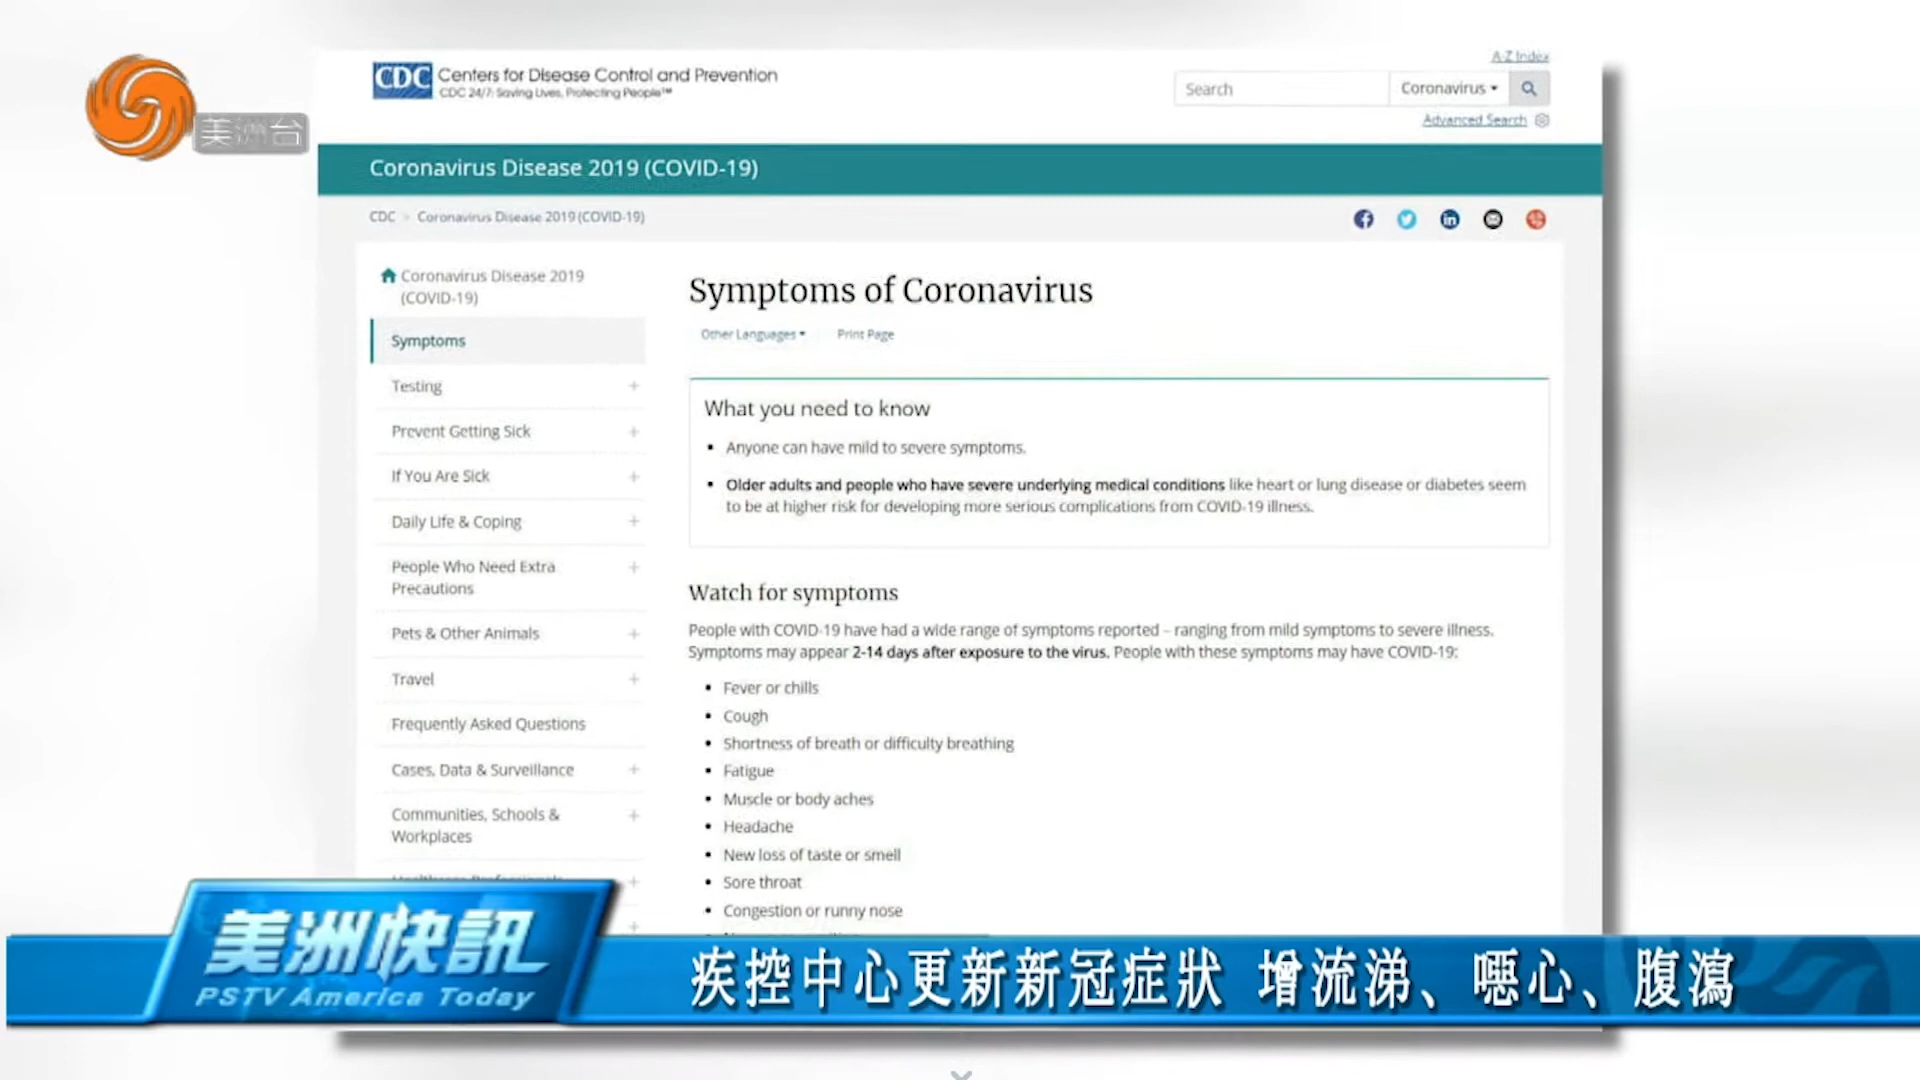 美洲台
CDC Centers for Disease Control and Prevention
CDC 24/7: Saving Lives, Protecting People™
A-Z Index
Search
Coronavirus
Advanced Search
Coronavirus Disease 2019 (COVID-19)
CDC > Coronavirus Disease 2019 (COVID-19)
Coronavirus Disease 2019
(COVID-19)
Symptoms
Testing
Prevent Getting Sick
If You Are Sick
Daily Life & Coping
People Who Need Extra
Precautions
Pets & Other Animals
Travel
Frequently Asked Questions
Cases, Data & Surveillance
Communities, Schools &
Workplaces
Symptoms of Coronavirus
Other Languages
Print Page
What you need to know
Anyone can have mild to severe symptoms.
Older adults and people who have severe underlying medical conditions like heart or lung disease or diabetes seem
to be at higher risk for developing more serious complications from COVID-19 illness.
Watch for symptoms
People with COVID-19 have had a wide range of symptoms reported – ranging from mild symptoms to severe illness.
Symptoms may appear 2-14 days after exposure to the virus. People with these symptoms may have COVID-19:
Fever or chills
Cough
Shortness of breath or difficulty breathing
Fatigue
Muscle or body aches
Headache
New loss of taste or smell
Sore throat
Congestion or runny nose
美洲快訊
PSTV America Today
疾控中心更新新冠症狀 增流涕、噁心、腹瀉